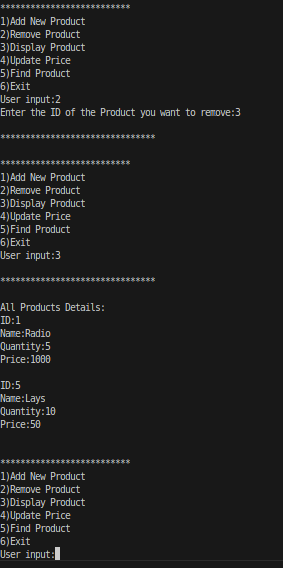 **************************
1)Add New Product
2)Remove Product
3)Display Product
4)Update Price
5)Find Product
6)Exit
User input:2
Enter the ID of the Product you want to remove:3
*******************************
**************************
1)Add New Product
2)Remove Product
3)Display Product
4)Update Price
5)Find Product
6)Exit
User input:3
*******************************
All Products Details:
ID:1
Name:Radio
Quantity:5
Price:1000
ID:5
Name:Lays
Quantity:10
Price:50
**************************
1)Add New Product
2)Remove Product
3)Display Product
4)Update Price
5)Find Product
6)Exit
User input: